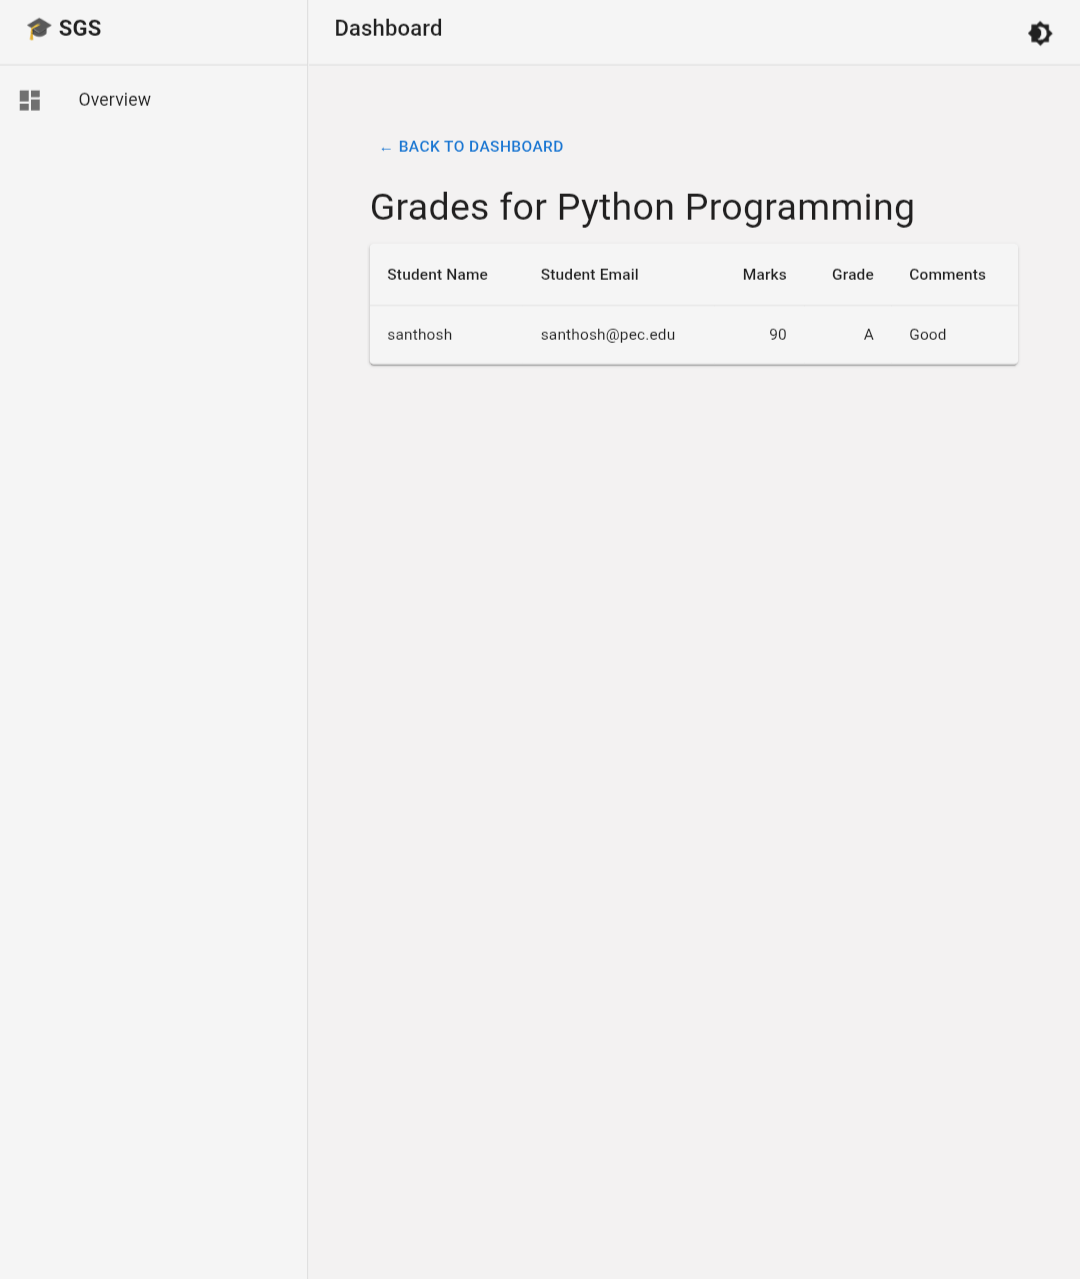 🎓 SGS
Dashboard
Overview
← BACK TO DASHBOARD
Grades for Python Programming
Student Name Student Email Marks Grade Comments
santhosh santhosh@pec.edu 90 A Good